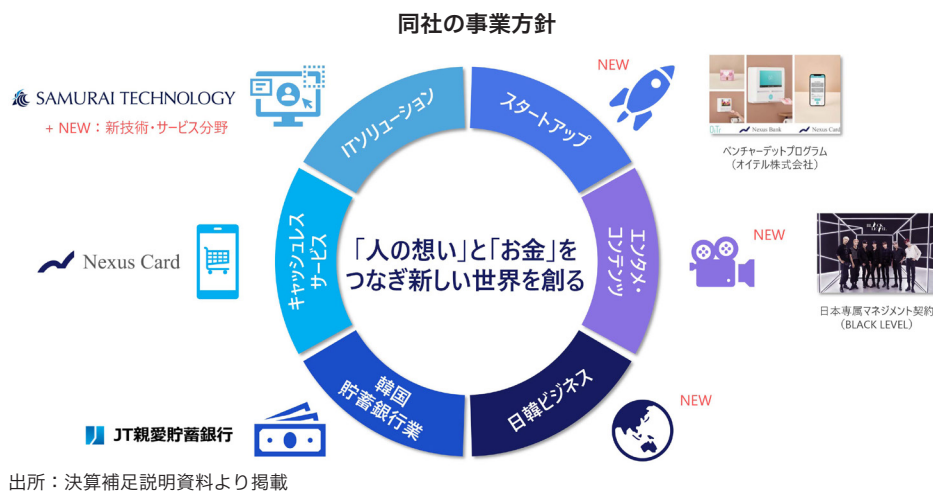 同社の事業方針
SAMURAI TECHNOLOGY
+ NEW：新技術・サービス分野
ITソリューション
スタートアップ
NEW
Nexus Bank
Nexus Card
ベンチャーデットプログラム
（オイテル株式会社）
Nexus Card
キャッシュレス
サービス
「人の想い」と「お金」を
つなぎ新しい世界を創る
エンタメ・
コンテンツ
NEW
日本専属マネジメント契約
（BLACK LEVEL）
JT親愛貯蓄銀行
韓国
貯蓄銀行業
日韓ビジネス
NEW
出所：決算補足説明資料より掲載